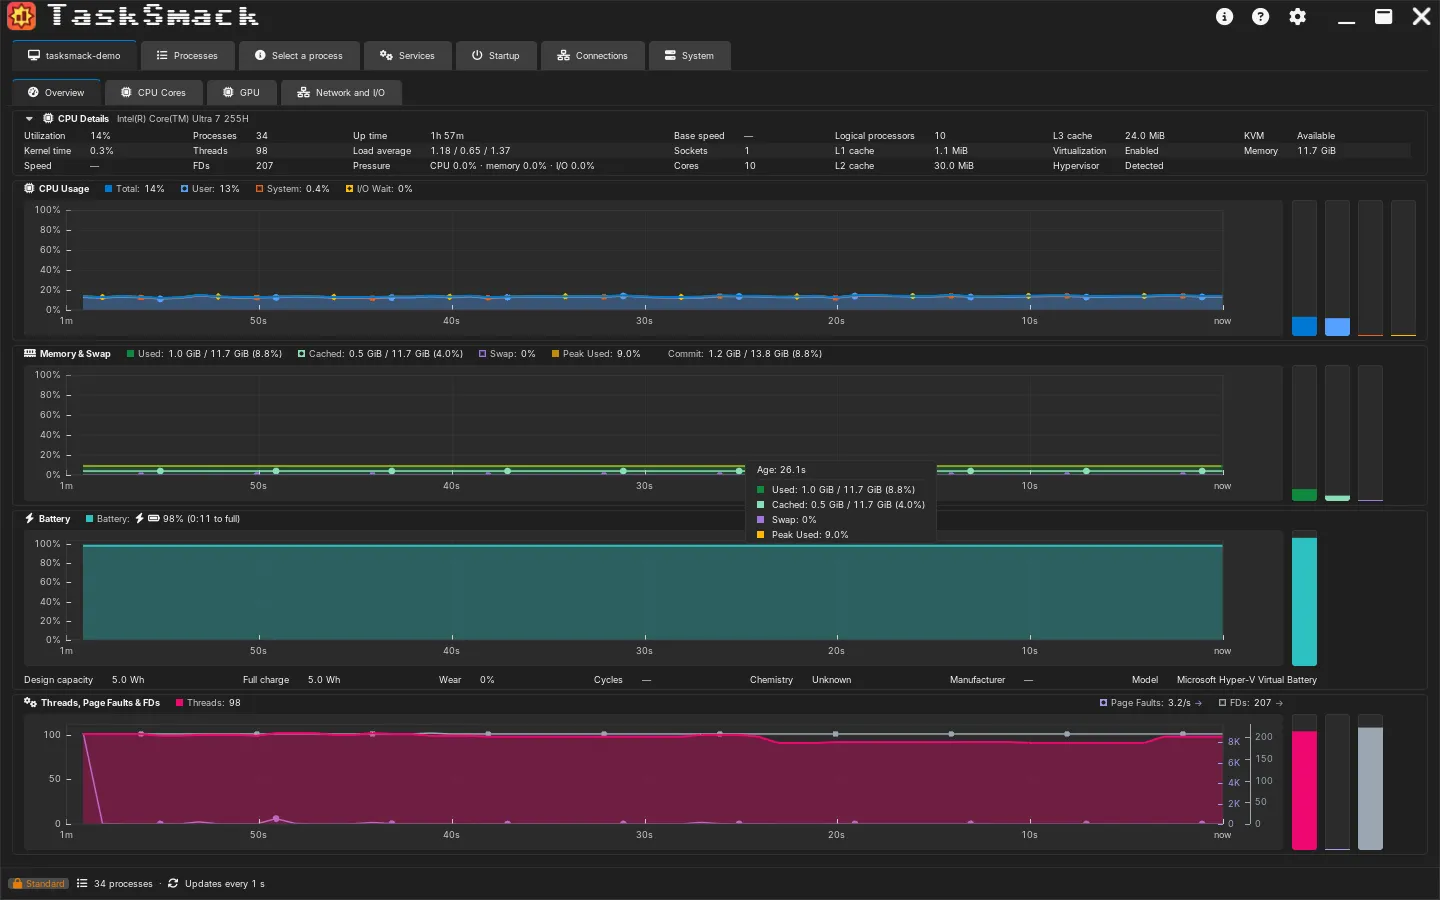 TaskSmack
tasksmack-demo Processes Select a process Services Startup Connections System
Overview CPU Cores GPU Network and I/O
CPU Details Intel(R) Core(TM) Ultra 7 255H
Utilization 14% Processes 34 Up time 1h 57m Base speed — Logical processors 10 L3 cache 24.0 MiB KVM Available
Kernel time 0.3% Threads 98 Load average 1.18 / 0.65 / 1.37 Sockets 1 L1 cache 1.1 MiB Virtualization Enabled Memory 11.7 GiB
Speed — FDs 207 Pressure CPU 0.0% · memory 0.0% · I/O 0.0% Cores 10 L2 cache 30.0 MiB Hypervisor Detected
CPU Usage Total: 14% User: 13% System: 0.4% I/O Wait: 0%
100%
80%
60%
40%
20%
0%
1m 50s 40s 30s 20s 10s now
Memory & Swap Used: 1.0 GiB / 11.7 GiB (8.8%) Cached: 0.5 GiB / 11.7 GiB (4.0%) Swap: 0% Peak Used: 9.0% Commit: 1.2 GiB / 13.8 GiB (8.8%)
100%
80%
60%
40%
20%
0%
1m 50s 40s 30s 20s 10s now
Age: 26.1s
Used: 1.0 GiB / 11.7 GiB (8.8%)
Cached: 0.5 GiB / 11.7 GiB (4.0%)
Swap: 0%
Peak Used: 9.0%
Battery Battery: 98% (0:11 to full)
100%
80%
60%
40%
20%
0%
1m 50s 40s 30s 20s 10s now
Design capacity 5.0 Wh Full charge 5.0 Wh Wear 0% Cycles — Chemistry Unknown Manufacturer — Model Microsoft Hyper-V Virtual Battery
Threads, Page Faults & FDs Threads: 98 Page Faults: 3.2/s → FDs: 207 →
100
50
0
8K 200
6K 150
4K 100
2K 50
0 0
1m 50s 40s 30s 20s 10s now
Standard 34 processes · Updates every 1 s